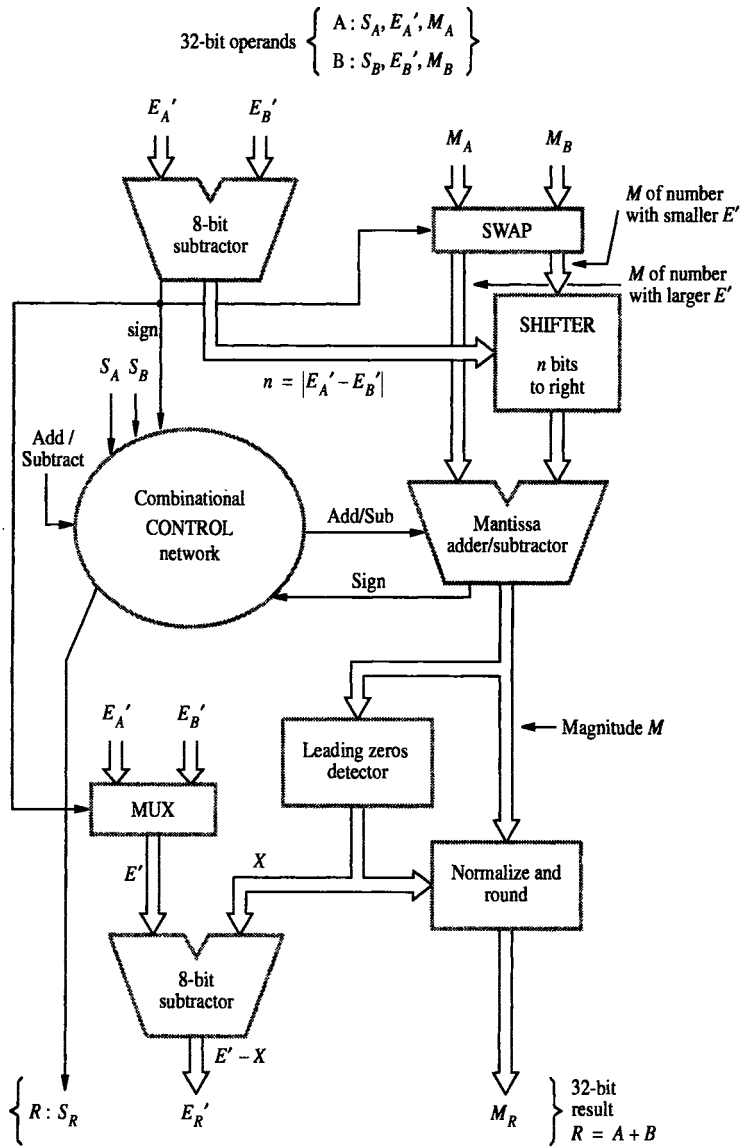 32-bit operands { A : S_A, E_A', M_A
B : S_B, E_B', M_B }
E_A' E_B'
M_A M_B
8-bit
subtractor
SWAP
M of number
with smaller E'
M of number
with larger E'
sign
SHIFTER
n bits
to right
n = |E_A' − E_B'|
S_A S_B
Add /
Subtract
Combinational
CONTROL
network
Add/Sub
Mantissa
adder/subtractor
Sign
E_A' E_B'
Leading zeros
detector
Magnitude M
MUX
E'
X
Normalize and
round
8-bit
subtractor
E' − X
{ R : S_R
E_R'
M_R
} 32-bit
result
R = A + B